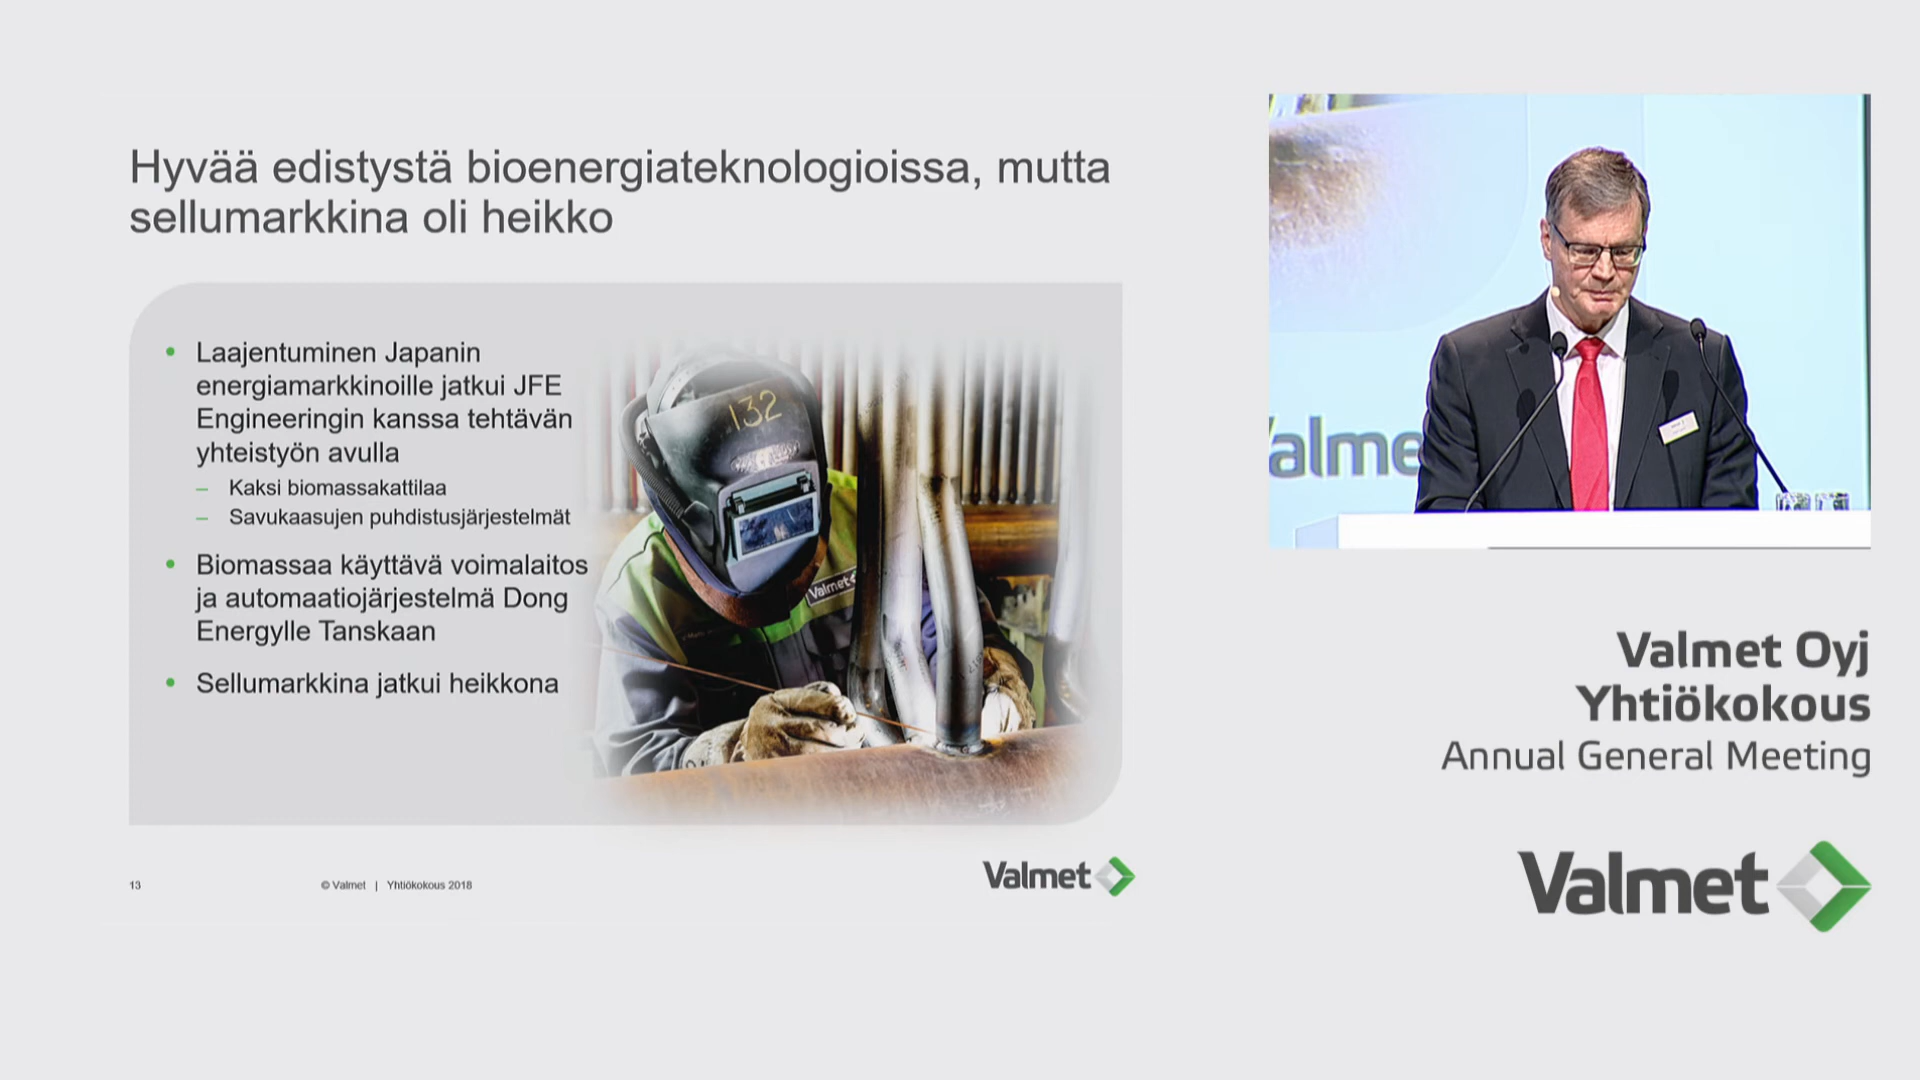 Hyvää edistystä bioenergiateknologioissa, mutta
sellumarkkina oli heikko
• Laajentuminen Japanin
energiamarkkinoille jatkui JFE
Engineeringin kanssa tehtävän
yhteistyön avulla
– Kaksi biomassakattilaa
– Savukaasujen puhdistusjärjestelmät
• Biomassaa käyttävä voimalaitos
ja automaatiojärjestelmä Dong
Energylle Tanskaan
• Sellumarkkina jatkui heikkona
132
Valmet
13
© Valmet | Yhtiökokous 2018
Valmet
alme
Valmet Oyj
Yhtiökokous
Annual General Meeting
Valmet